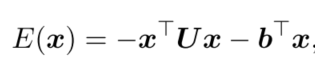 E(x) = −x⊤Ux − b⊤x,